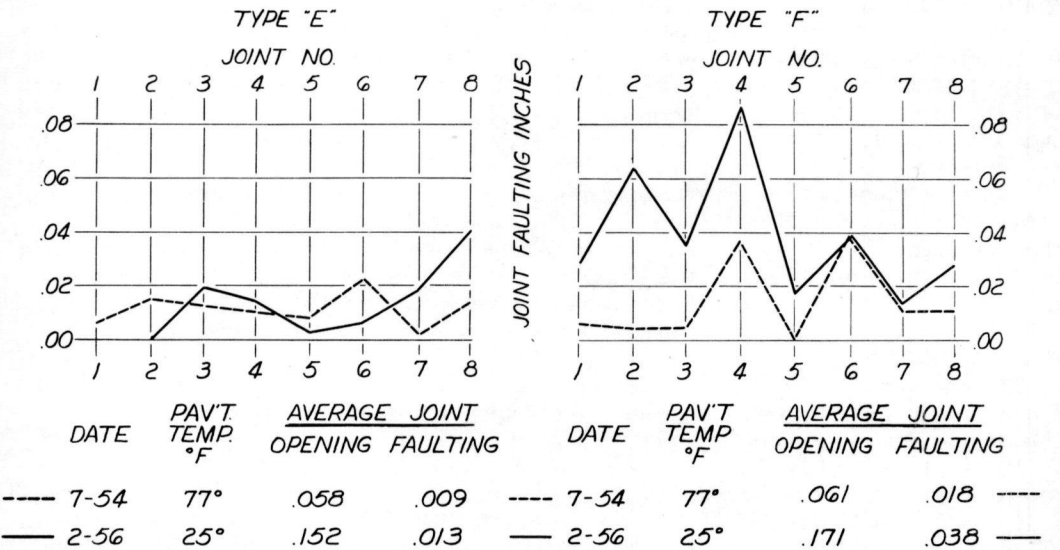 TYPE "E"
JOINT NO.
1 2 3 4 5 6 7 8
.08
.06
.04
.02
.00
1 2 3 4 5 6 7 8
JOINT FAULTING INCHES
TYPE "F"
JOINT NO.
1 2 3 4 5 6 7 8
.08
.06
.04
.02
.00
1 2 3 4 5 6 7 8
DATE PAV'T. TEMP. °F AVERAGE JOINT OPENING FAULTING
7-54 77° .058 .009
2-56 25° .152 .013
DATE PAV'T TEMP °F AVERAGE JOINT OPENING FAULTING
7-54 77° .061 .018
2-56 25° .171 .038